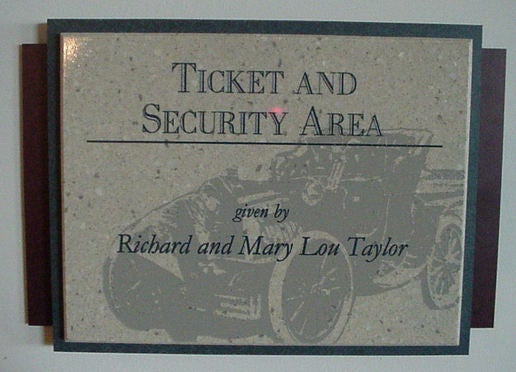 TICKET AND
SECURITY AREA
given by
Richard and Mary Lou Taylor